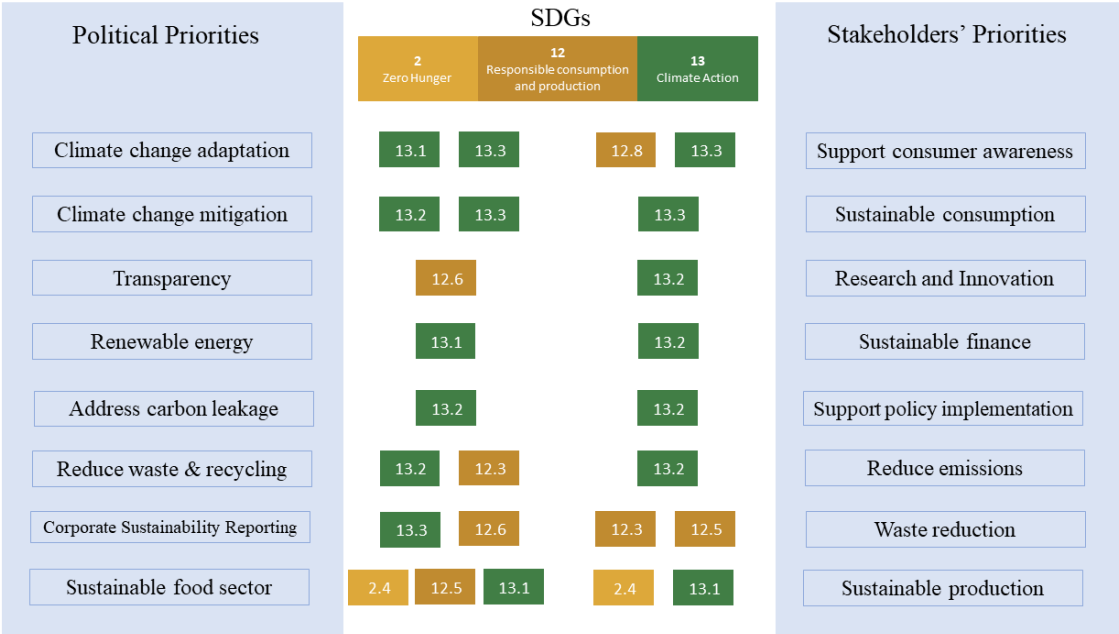 Political Priorities
SDGs
Stakeholders' Priorities
2
Zero Hunger
12
Responsible consumption
and production
13
Climate Action
Climate change adaptation
13.1
13.3
12.8
13.3
Support consumer awareness
Climate change mitigation
13.2
13.3
13.3
Sustainable consumption
Transparency
12.6
13.2
Research and Innovation
Renewable energy
13.1
13.2
Sustainable finance
Address carbon leakage
13.2
13.2
Support policy implementation
Reduce waste & recycling
13.2
12.3
13.2
Reduce emissions
Corporate Sustainability Reporting
13.3
12.6
12.3
12.5
Waste reduction
Sustainable food sector
2.4
12.5
13.1
2.4
13.1
Sustainable production